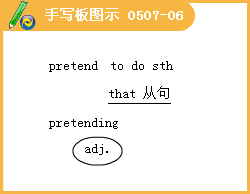 手写板图示 0507-06
pretend to do sth
that 从句
pretending
adj.